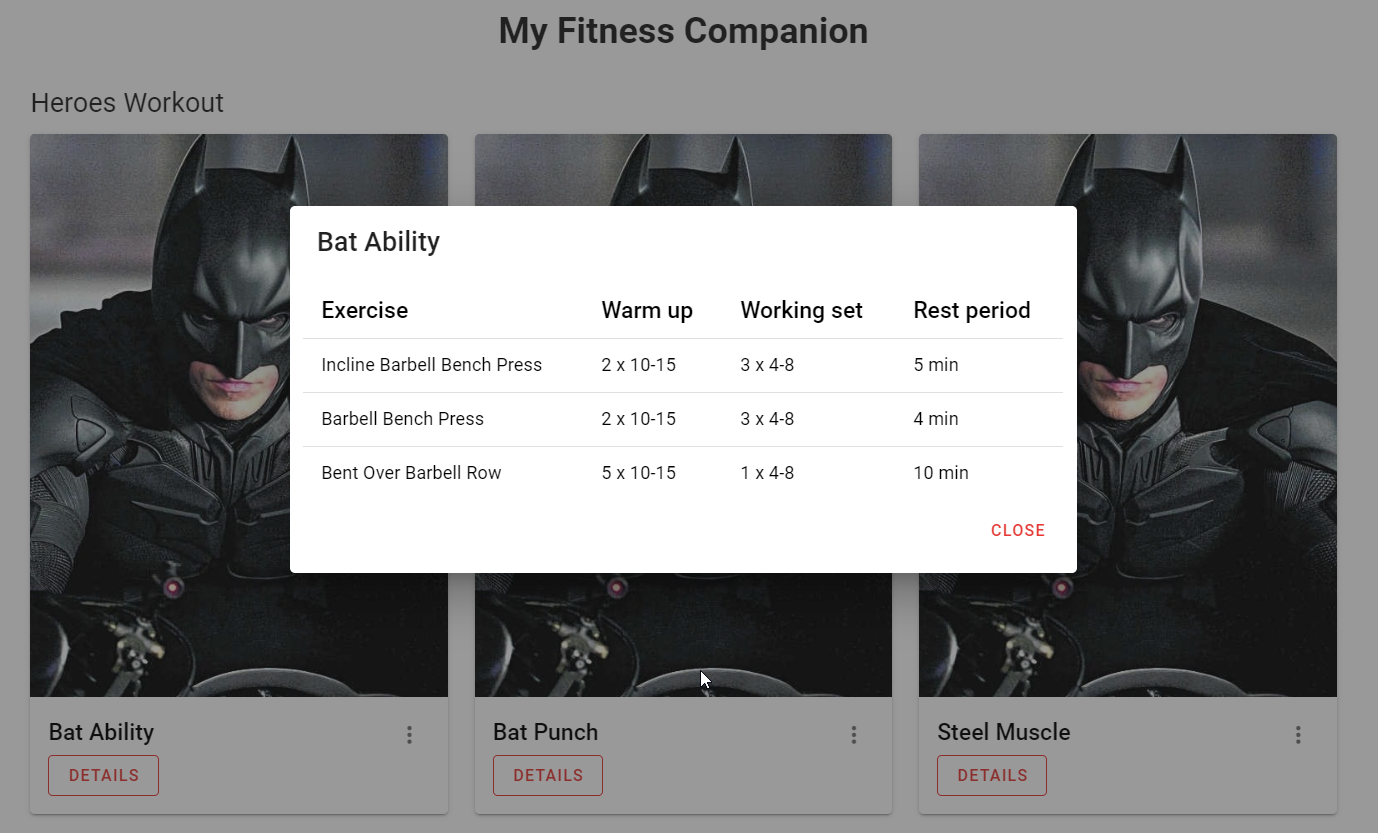 My Fitness Companion
Heroes Workout
Bat Ability
Exercise Warm up Working set Rest period
Incline Barbell Bench Press 2 x 10-15 3 x 4-8 5 min
Barbell Bench Press 2 x 10-15 3 x 4-8 4 min
Bent Over Barbell Row 5 x 10-15 1 x 4-8 10 min
CLOSE
Bat Ability Bat Punch Steel Muscle
DETAILS DETAILS DETAILS